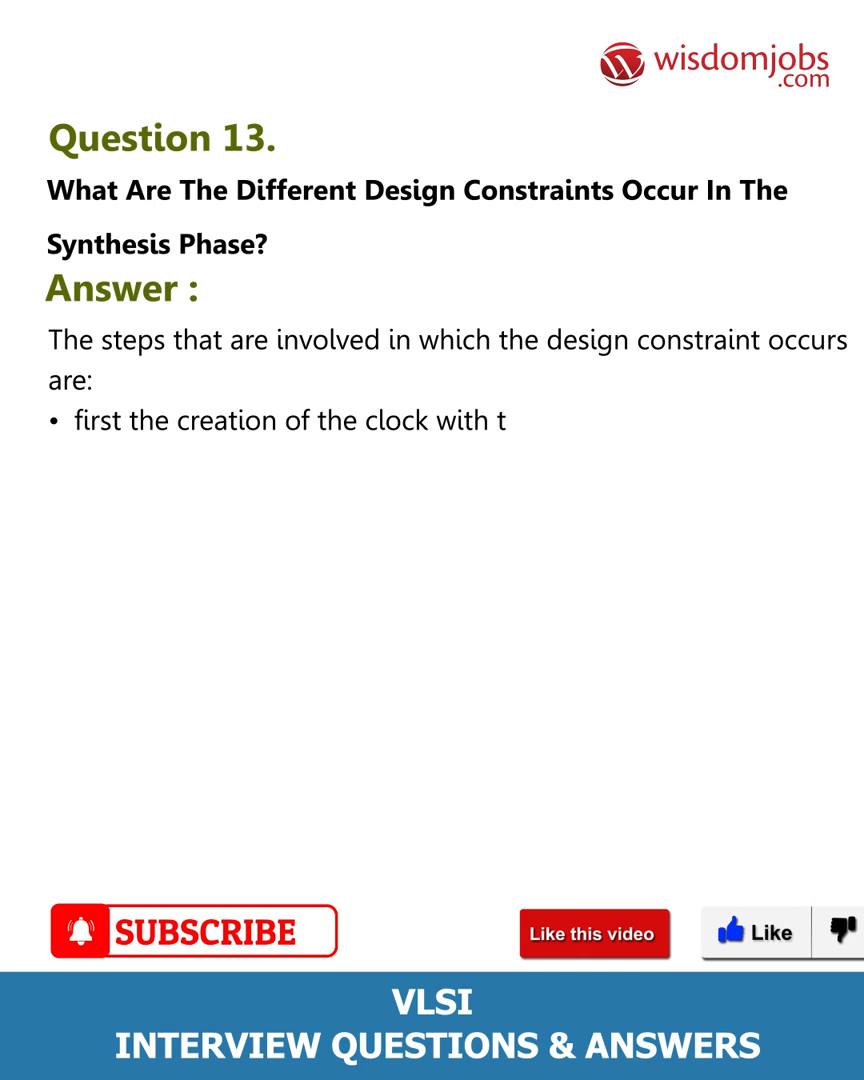 wisdomjobs
.com
Question 13.
What Are The Different Design Constraints Occur In The
Synthesis Phase?
Answer :
The steps that are involved in which the design constraint occurs
are:
• first the creation of the clock with t
SUBSCRIBE
Like this video
Like
VLSI
INTERVIEW QUESTIONS & ANSWERS